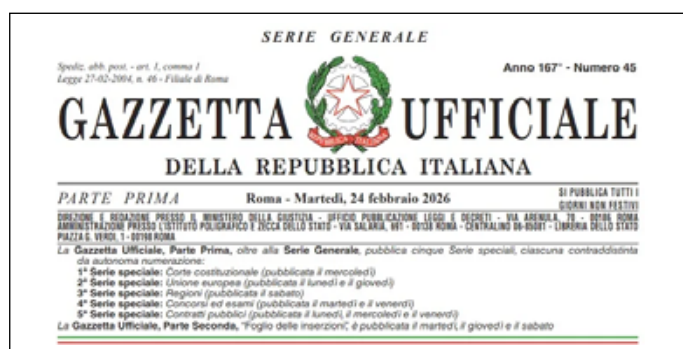 SERIE GENERALE
Spediz. abb. post. - art. 1, comma 1
Legge 27-02-2004, n. 46 - Filiale di Roma
Anno 167° - Numero 45
GAZZETTA UFFICIALE
REPVBBLICA ITALIANA
DELLA REPUBBLICA ITALIANA
PARTE PRIMA
Roma - Martedì, 24 febbraio 2026
SI PUBBLICA TUTTI I
GIORNI NON FESTIVI
DIREZIONE E REDAZIONE PRESSO IL MINISTERO DELLA GIUSTIZIA - UFFICIO PUBBLICAZIONE LEGGI E DECRETI - VIA ARENULA, 70 - 00186 ROMA
AMMINISTRAZIONE PRESSO L'ISTITUTO POLIGRAFICO E ZECCA DELLO STATO - VIA SALARIA, 691 - 00138 ROMA - CENTRALINO 06-85081 - LIBRERIA DELLO STATO
PIAZZA G. VERDI, 1 - 00198 ROMA
La Gazzetta Ufficiale, Parte Prima, oltre alla Serie Generale, pubblica cinque Serie speciali, ciascuna contraddistinta
da autonoma numerazione:
1ª Serie speciale: Corte costituzionale (pubblicata il mercoledì)
2ª Serie speciale: Unione europea (pubblicata il lunedì e il giovedì)
3ª Serie speciale: Regioni (pubblicata il sabato)
4ª Serie speciale: Concorsi ed esami (pubblicata il martedì e il venerdì)
5ª Serie speciale: Contratti pubblici (pubblicata il lunedì, il mercoledì e il venerdì)
La Gazzetta Ufficiale, Parte Seconda, "Foglio delle inserzioni", è pubblicata il martedì, il giovedì e il sabato